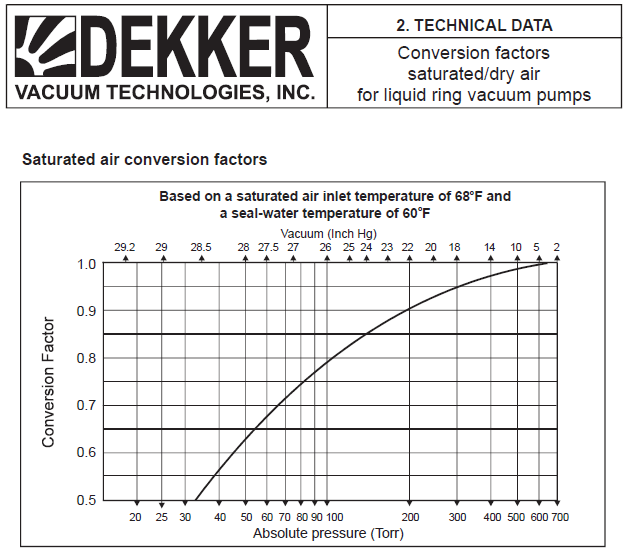 DEKKER
VACUUM TECHNOLOGIES, INC.
2. TECHNICAL DATA
Conversion factors
saturated/dry air
for liquid ring vacuum pumps
Saturated air conversion factors
Based on a saturated air inlet temperature of 68°F and
a seal-water temperature of 60°F
Vacuum (Inch Hg)
29.2 29 28.5 28 27.5 27 26 25 24 23 22 20 18 14 10 5 2
1.0
0.9
0.8
0.7
0.6
0.5
Conversion Factor
20 25 30 40 50 60 70 80 90 100 200 300 400 500 600 700
Absolute pressure (Torr)